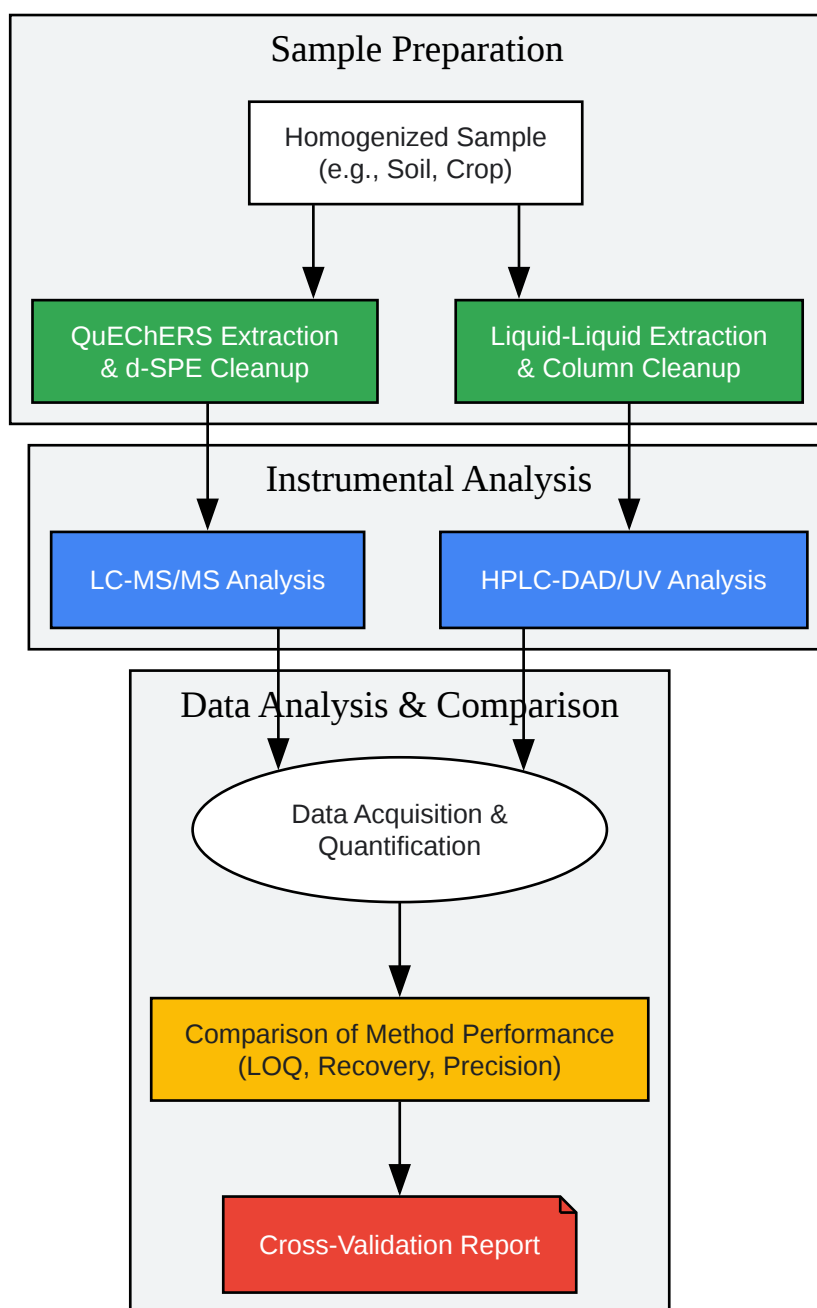 Sample Preparation
Homogenized Sample
(e.g., Soil, Crop)
QuEChERS Extraction
& d-SPE Cleanup
Liquid-Liquid Extraction
& Column Cleanup
Instrumental Analysis
LC-MS/MS Analysis
HPLC-DAD/UV Analysis
Data Analysis & Comparison
Data Acquisition &
Quantification
Comparison of Method Performance
(LOQ, Recovery, Precision)
Cross-Validation Report